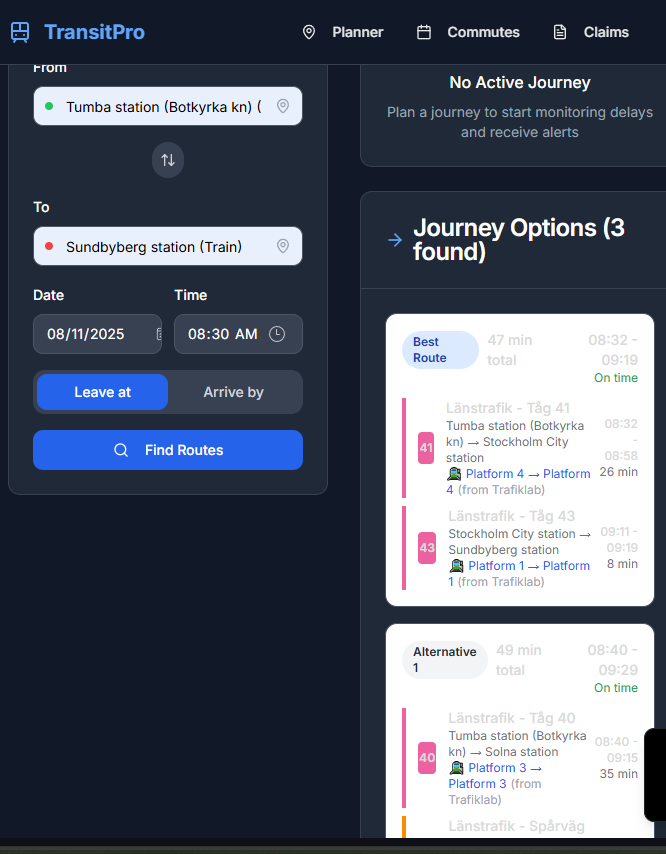 TransitPro
Planner
Commutes
Claims
From
Tumba station (Botkyrka kn) (
To
Sundbyberg station (Train)
Date
Time
08/11/2025
08:30 AM
Leave at
Arrive by
Find Routes
No Active Journey
Plan a journey to start monitoring delays
and receive alerts
Journey Options (3
found)
Best
Route
47 min
total
08:32 -
09:19
On time
41
Länstrafik - Tåg 41
Tumba station (Botkyrka
kn) → Stockholm City
station
Platform 4 → Platform
4 (from Trafiklab)
08:32
-
08:58
26 min
43
Länstrafik - Tåg 43
Stockholm City station →
Sundbyberg station
Platform 1 → Platform
1 (from Trafiklab)
09:11 -
09:19
8 min
Alternative
1
49 min
total
08:40 -
09:29
On time
40
Länstrafik - Tåg 40
Tumba station (Botkyrka
kn) → Solna station
Platform 3 →
Platform 3 (from
Trafiklab)
08:40 -
09:15
35 min
Länstrafik - Spårväg